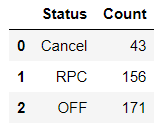 Status Count
0 Cancel 43
1 RPC 156
2 OFF 171